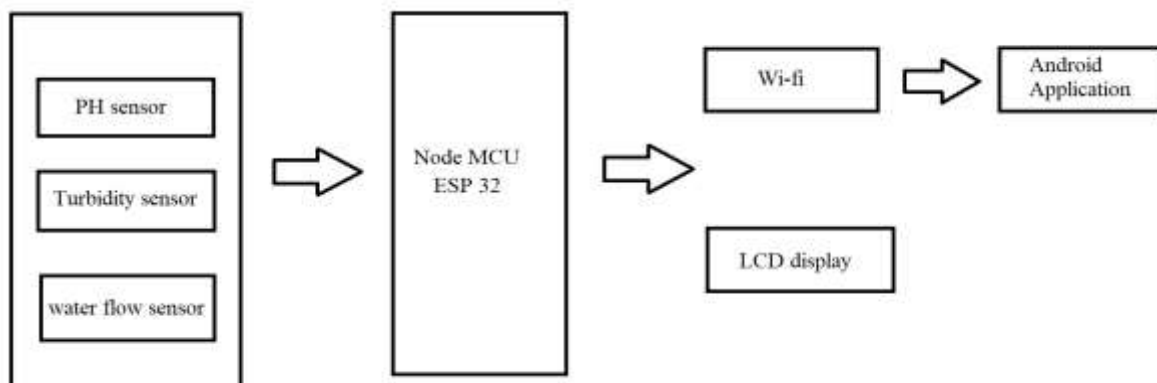 PH sensor
Turbidity sensor
water flow sensor
Node MCU
ESP 32
Wi-fi
LCD display
Android
Application